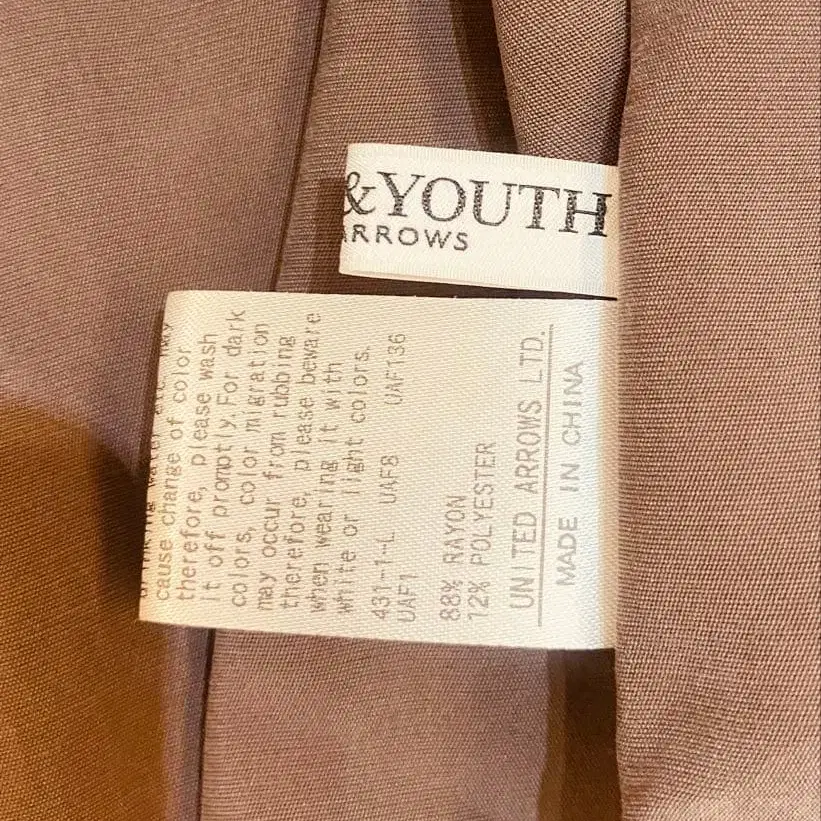 &YOUTH
ARROWS
cause change of color
therefore, please wash
it off promptly. For dark
colors, color migration
may occur from rubbing
therefore, please beware
when wearing it with
white or light colors.
431-1-L UAF8 UAF136
UAF1
88% RAYON
12% POLYESTER
UNITED ARROWS LTD.
MADE IN CHINA